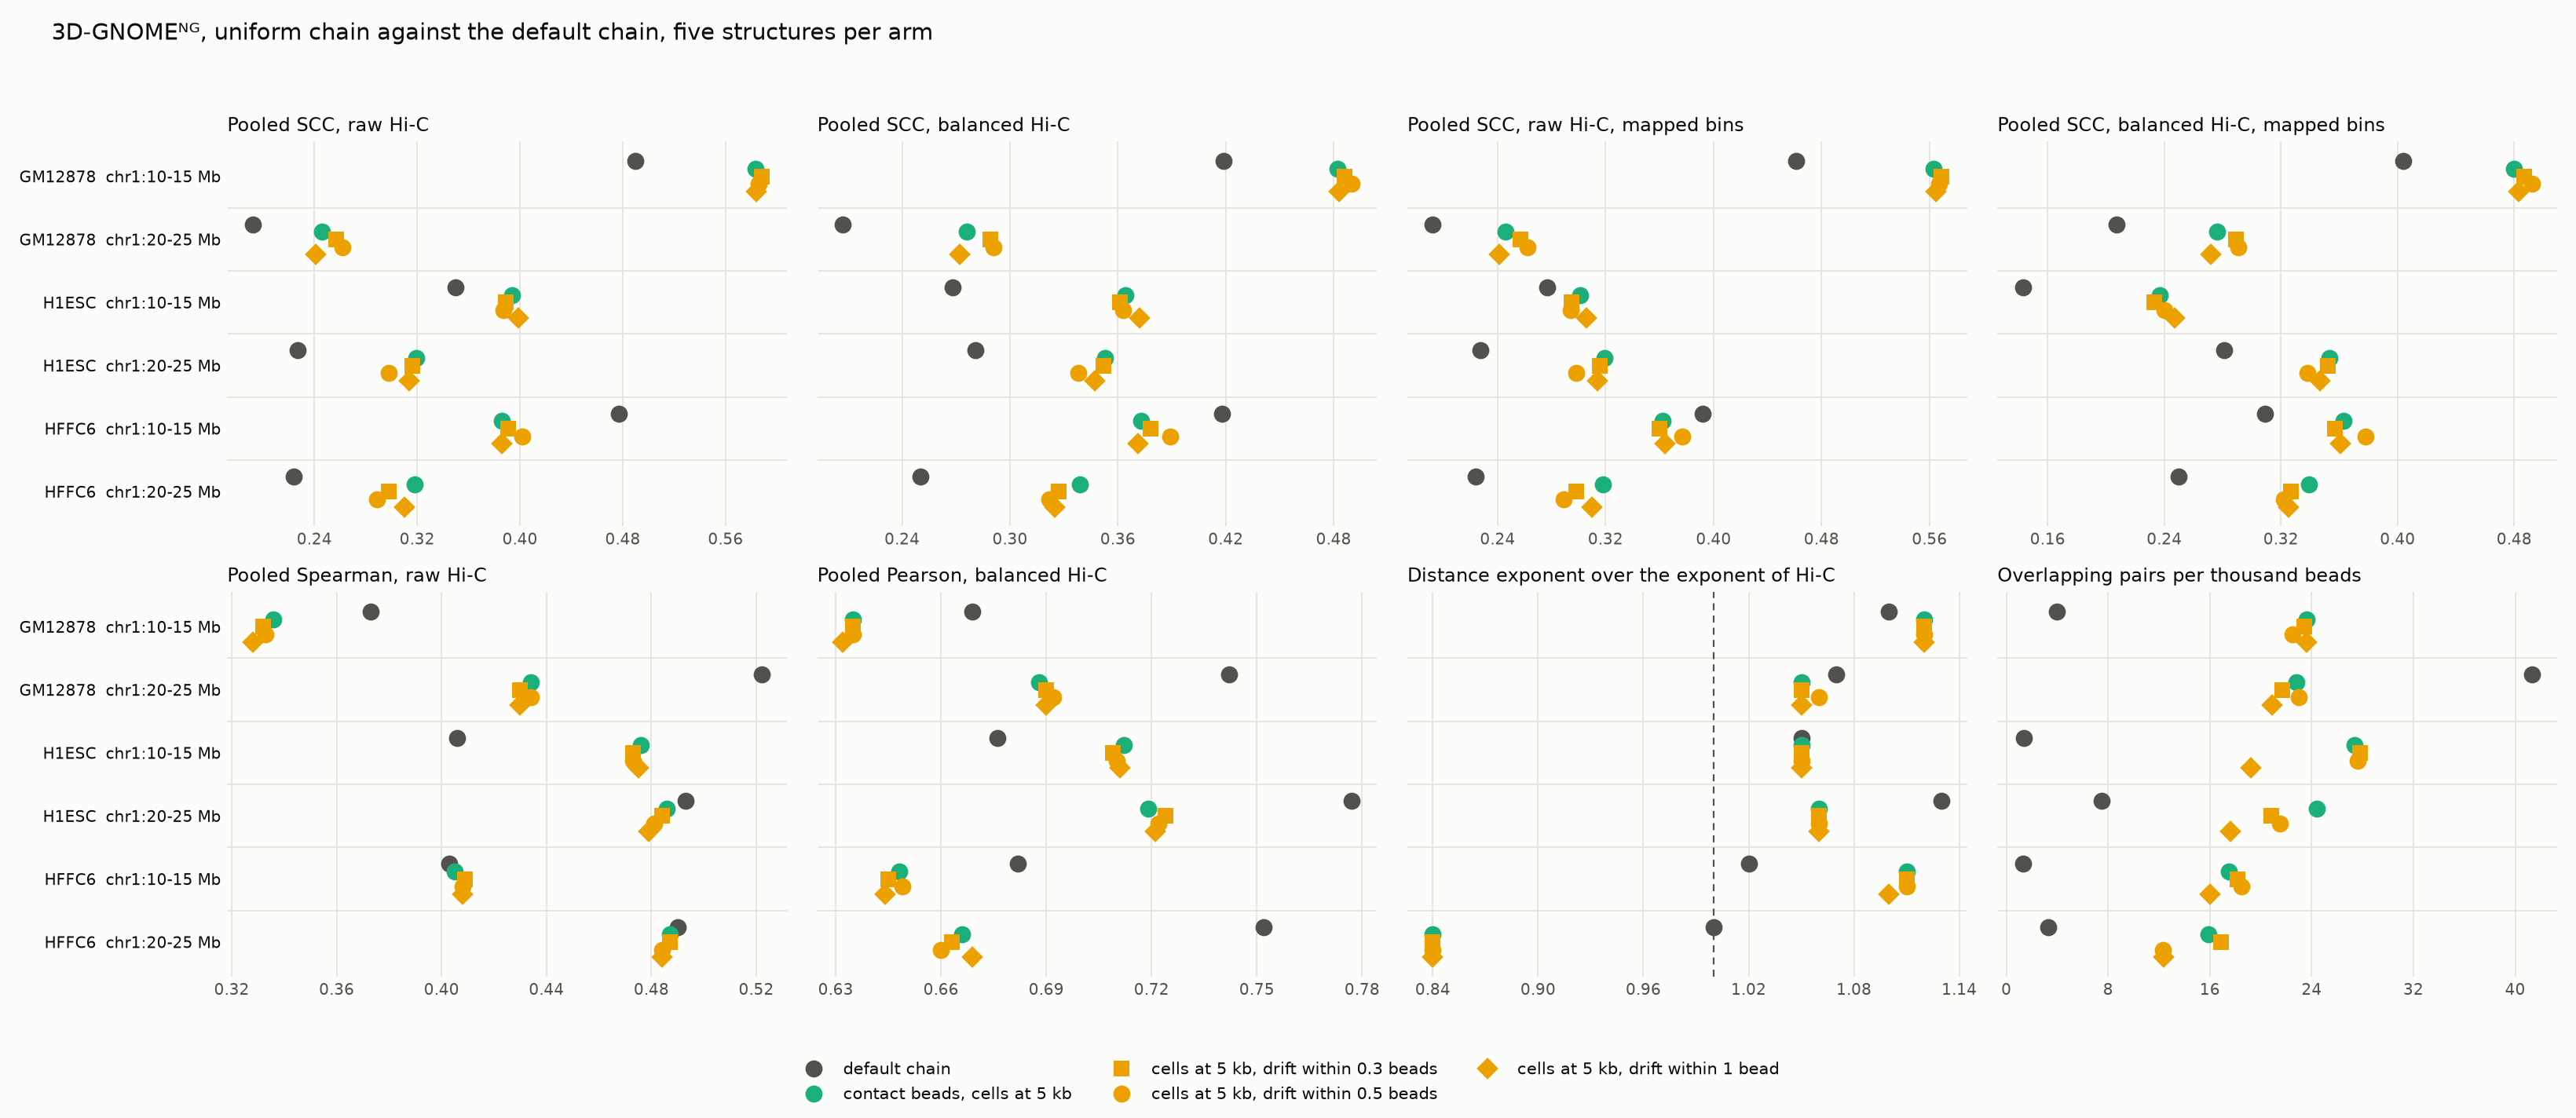 3D-GNOMEᴺᴳ, uniform chain against the default chain, five structures per arm
Pooled SCC, raw Hi-C
Pooled SCC, balanced Hi-C
Pooled SCC, raw Hi-C, mapped bins
Pooled SCC, balanced Hi-C, mapped bins
GM12878 chr1:10-15 Mb
GM12878 chr1:20-25 Mb
H1ESC chr1:10-15 Mb
H1ESC chr1:20-25 Mb
HFFC6 chr1:10-15 Mb
HFFC6 chr1:20-25 Mb
0.24 0.32 0.40 0.48 0.56
0.24 0.30 0.36 0.42 0.48
0.24 0.32 0.40 0.48 0.56
0.16 0.24 0.32 0.40 0.48
Pooled Spearman, raw Hi-C
Pooled Pearson, balanced Hi-C
Distance exponent over the exponent of Hi-C
Overlapping pairs per thousand beads
GM12878 chr1:10-15 Mb
GM12878 chr1:20-25 Mb
H1ESC chr1:10-15 Mb
H1ESC chr1:20-25 Mb
HFFC6 chr1:10-15 Mb
HFFC6 chr1:20-25 Mb
0.32 0.36 0.40 0.44 0.48 0.52
0.63 0.66 0.69 0.72 0.75 0.78
0.84 0.90 0.96 1.02 1.08 1.14
0 8 16 24 32 40
default chain
contact beads, cells at 5 kb
cells at 5 kb, drift within 0.3 beads
cells at 5 kb, drift within 0.5 beads
cells at 5 kb, drift within 1 bead